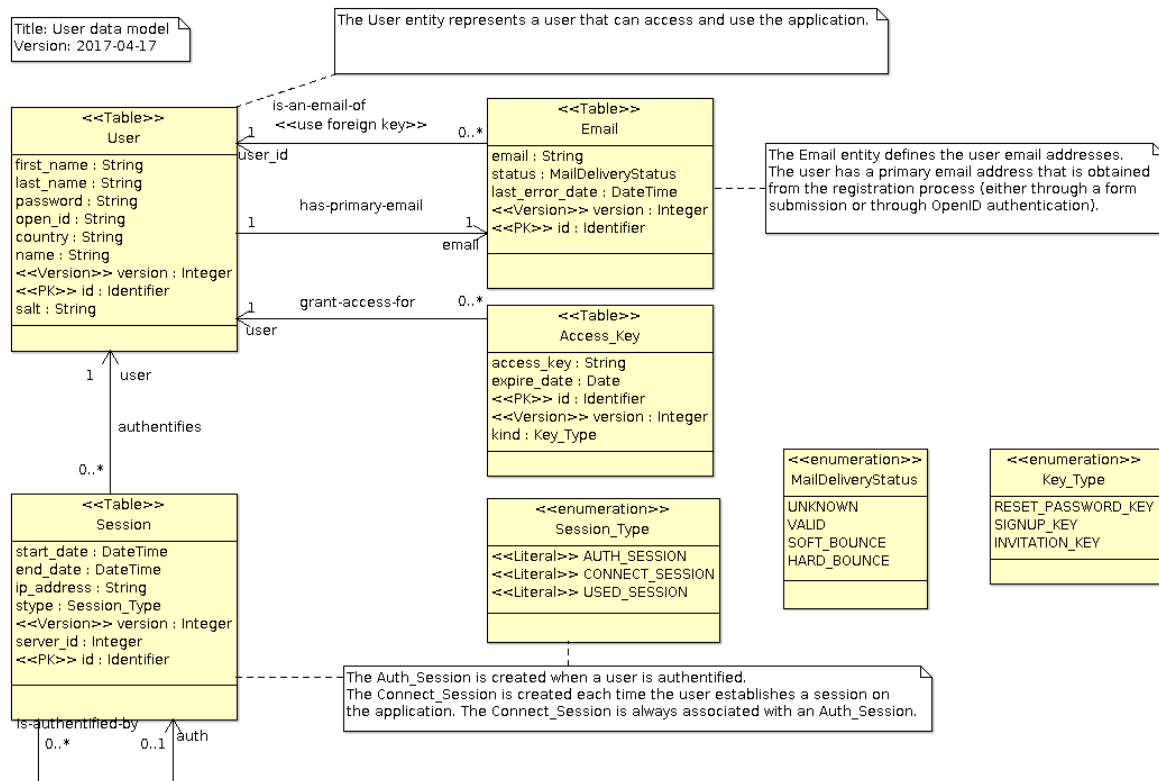 Title: User data model
Version: 2017-04-17
The User entity represents a user that can access and use the application.
<<Table>>
User
first_name : String
last_name : String
password : String
open_id : String
country : String
name : String
<<Version>> version : Integer
<<PK>> id : Identifier
salt : String
is-an-email-of
<<use foreign key>>
1
0..*
user_id
has-primary-email
1
1
email
grant-access-for
1
0..*
user
<<Table>>
Email
email : String
status : MailDeliveryStatus
last_error_date : DateTime
<<Version>> version : Integer
<<PK>> id : Identifier
The Email entity defines the user email addresses.
The user has a primary email address that is obtained
from the registration process (either through a form
submission or through OpenID authentication).
<<Table>>
Access_Key
access_key : String
expire_date : Date
<<PK>> id : Identifier
<<Version>> version : Integer
kind : Key_Type
1
user
authentifies
0..*
<<Table>>
Session
start_date : DateTime
end_date : DateTime
ip_address : String
stype : Session_Type
<<Version>> version : Integer
server_id : Integer
<<PK>> id : Identifier
<<enumeration>>
Session_Type
<<Literal>> AUTH_SESSION
<<Literal>> CONNECT_SESSION
<<Literal>> USED_SESSION
<<enumeration>>
MailDeliveryStatus
UNKNOWN
VALID
SOFT_BOUNCE
HARD_BOUNCE
<<enumeration>>
Key_Type
RESET_PASSWORD_KEY
SIGNUP_KEY
INVITATION_KEY
The Auth_Session is created when a user is authentified.
The Connect_Session is created each time the user establishes a session on
the application. The Connect_Session is always associated with an Auth_Session.
is-authentified-by
0..*
0..1
auth